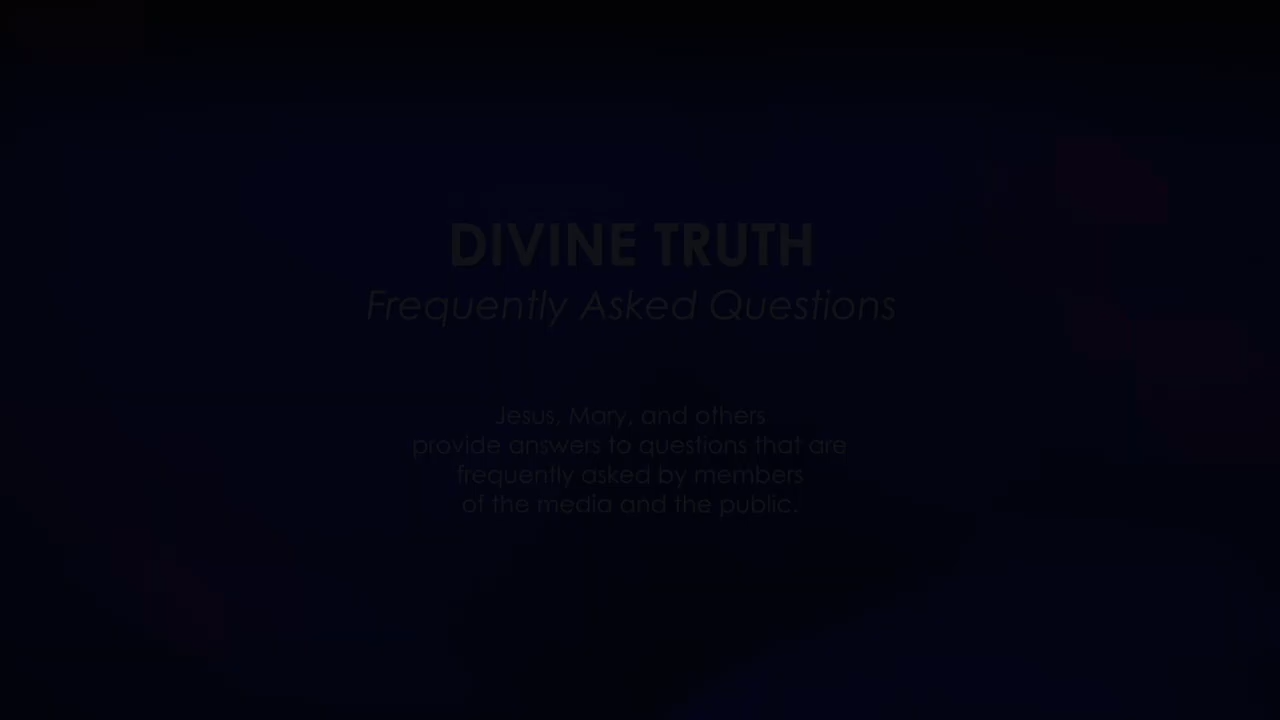 DIVINE TRUTH
Frequently Asked Questions
Jesus, Mary, and others
provide answers to questions that are
frequently asked by members
of the media and the public.